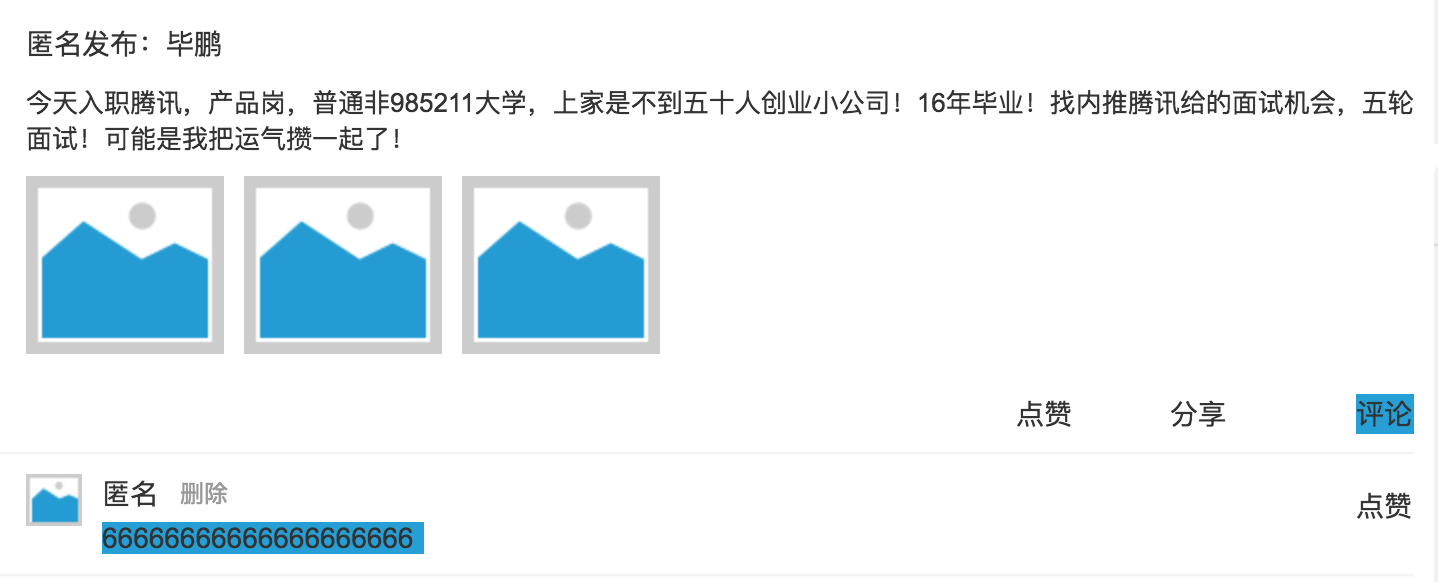 匿名发布：毕鹏
今天入职腾讯，产品岗，普通非985211大学，上家是不到五十人创业小公司！16年毕业！找内推腾讯给的面试机会，五轮
面试！可能是我把运气攒一起了！
点赞 分享 评论
匿名 删除
点赞
66666666666666666666